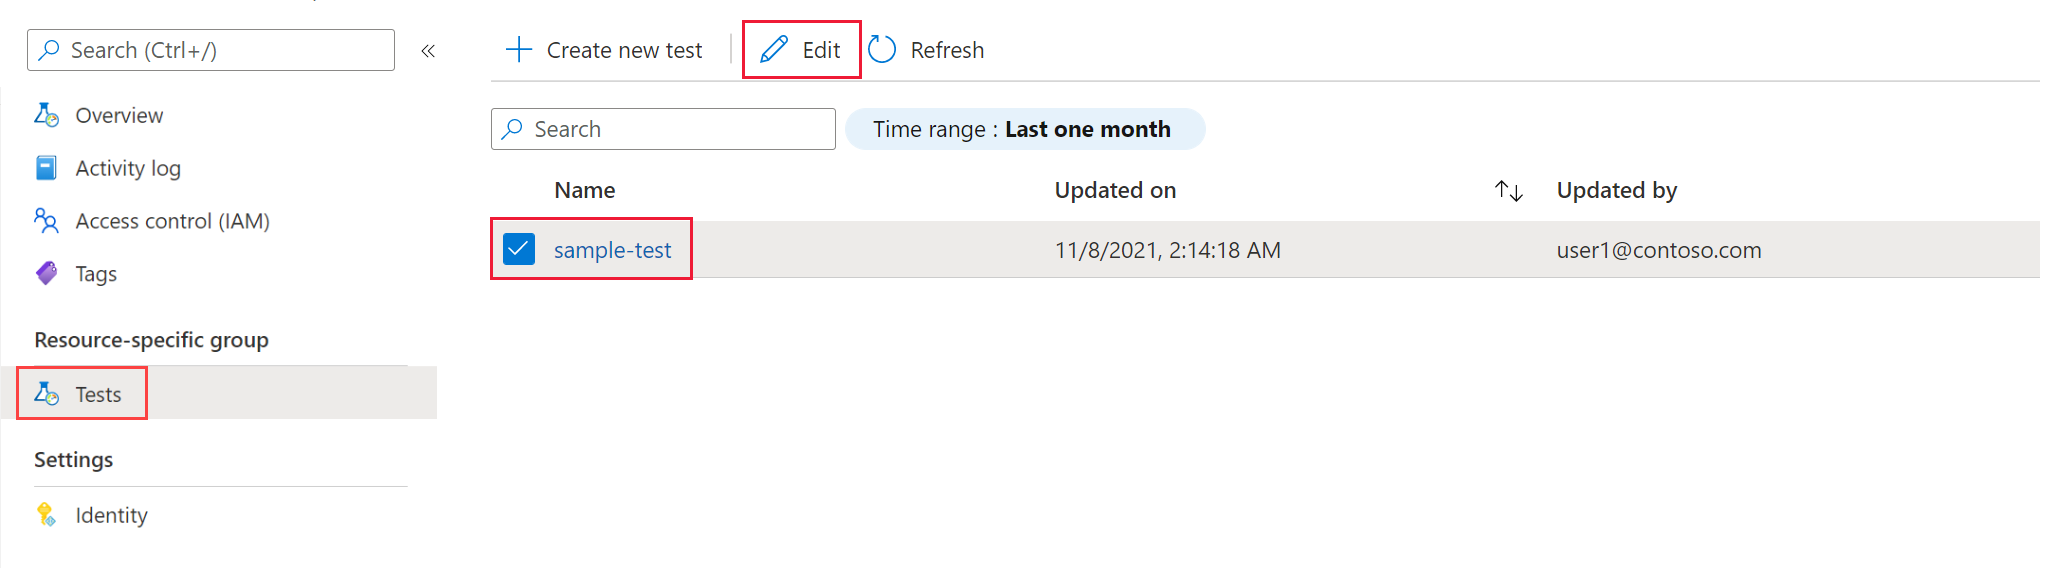 Search (Ctrl+/)
«
Overview
Activity log
Access control (IAM)
Tags
Resource-specific group
Tests
Settings
Identity
Create new test
Edit
Refresh
Search
Time range : Last one month
Name Updated on Updated by
sample-test 11/8/2021, 2:14:18 AM user1@contoso.com